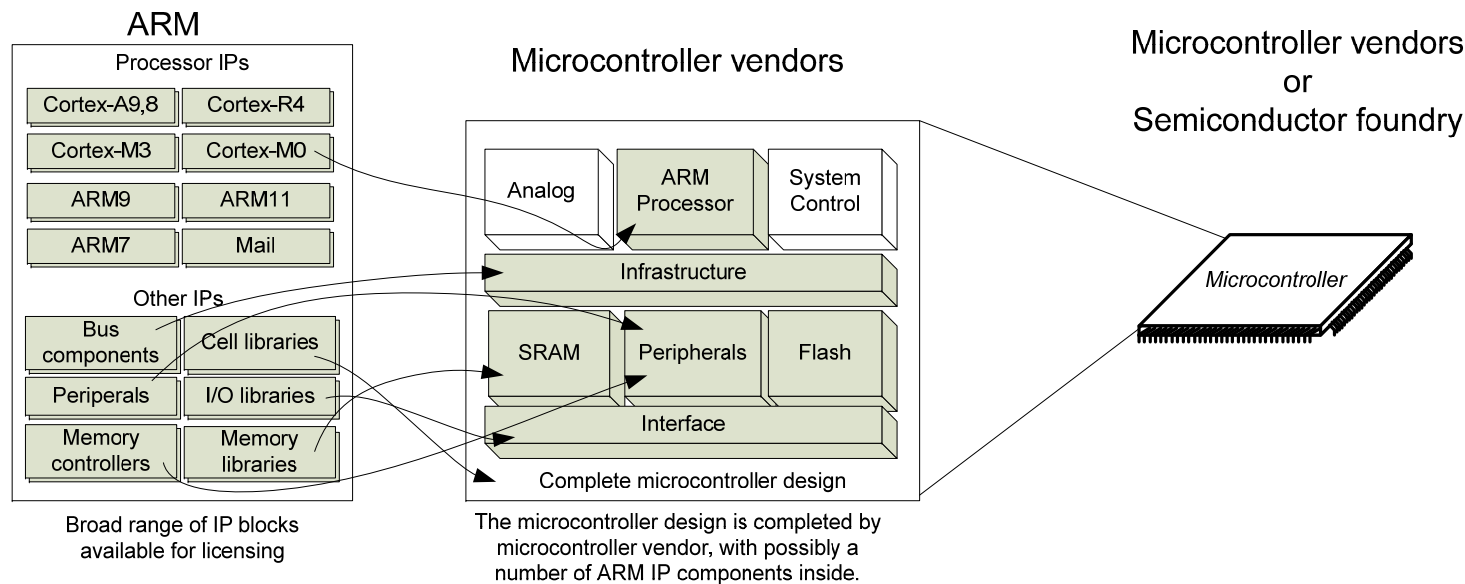 ARM
Processor IPs
Cortex-A9,8
Cortex-R4
Cortex-M3
Cortex-M0
ARM9
ARM11
ARM7
Mail
Other IPs
Bus
components
Cell libraries
Periperals
I/O libraries
Memory
controllers
Memory
libraries
Broad range of IP blocks
available for licensing
Microcontroller vendors
Analog
ARM
Processor
System
Control
Infrastructure
SRAM
Peripherals
Flash
Interface
Complete microcontroller design
The microcontroller design is completed by
microcontroller vendor, with possibly a
number of ARM IP components inside.
Microcontroller vendors
or
Semiconductor foundry
Microcontroller